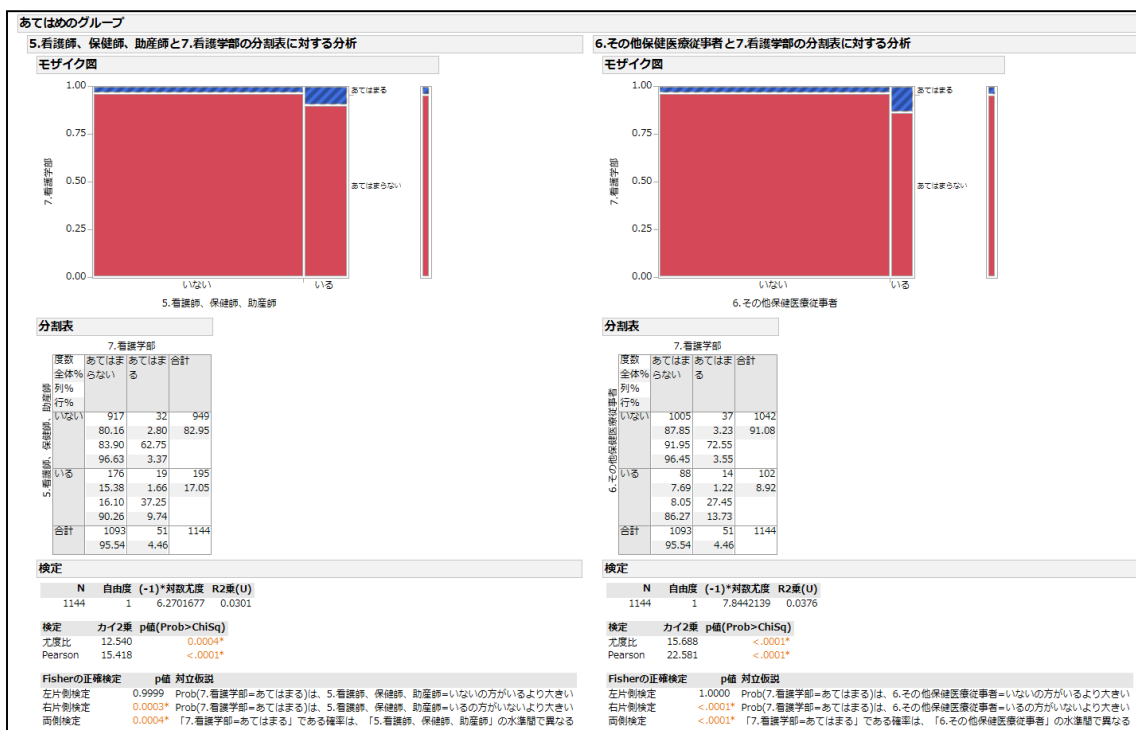 あてはめのグループ
5.看護師、保健師、助産師と7.看護学部の分割表に対する分析
モザイク図
1.00
0.75
0.50
0.25
0.00
7.看護学部
あてはまる
あてはまらない
いない
いる
5.看護師、保健師、助産師
分割表
7.看護学部
5.看護師、保健師、助産師
度数 あてはま あてはま 合計
全体% らない る
列%
行%
いない 917 32 949
80.16 2.80 82.95
83.90 62.75
96.63 3.37
いる 176 19 195
15.38 1.66 17.05
16.10 37.25
90.26 9.74
合計 1093 51 1144
95.54 4.46
検定
N 自由度 (-1)*対数尤度 R2乗(U)
1144 1 6.2701677 0.0301
検定 カイ2乗 p値(Prob>ChiSq)
尤度比 12.540 0.0004*
Pearson 15.418 <.0001*
Fisherの正確検定 p値 対立仮説
左片側検定 0.9999 Prob(7.看護学部=あてはまる)は、5.看護師、保健師、助産師=いないの方がいるより大きい
右片側検定 0.0003* Prob(7.看護学部=あてはまる)は、5.看護師、保健師、助産師=いるの方がいないより大きい
両側検定 0.0004* 「7.看護学部=あてはまる」である確率は、「5.看護師、保健師、助産師」の水準間で異なる
6.その他保健医療従事者と7.看護学部の分割表に対する分析
モザイク図
1.00
0.75
0.50
0.25
0.00
7.看護学部
あてはまる
あてはまらない
いない
いる
6.その他保健医療従事者
分割表
7.看護学部
6.その他保健医療従事者
度数 あてはま あてはま 合計
全体% らない る
列%
行%
いない 1005 37 1042
87.85 3.23 91.08
91.95 72.55
96.45 3.55
いる 88 14 102
7.69 1.22 8.92
8.05 27.45
86.27 13.73
合計 1093 51 1144
95.54 4.46
検定
N 自由度 (-1)*対数尤度 R2乗(U)
1144 1 7.8442139 0.0376
検定 カイ2乗 p値(Prob>ChiSq)
尤度比 15.688 <.0001*
Pearson 22.581 <.0001*
Fisherの正確検定 p値 対立仮説
左片側検定 1.0000 Prob(7.看護学部=あてはまる)は、6.その他保健医療従事者=いないの方がいるより大きい
右片側検定 <.0001* Prob(7.看護学部=あてはまる)は、6.その他保健医療従事者=いるの方がいないより大きい
両側検定 <.0001* 「7.看護学部=あてはまる」である確率は、「6.その他保健医療従事者」の水準間で異なる